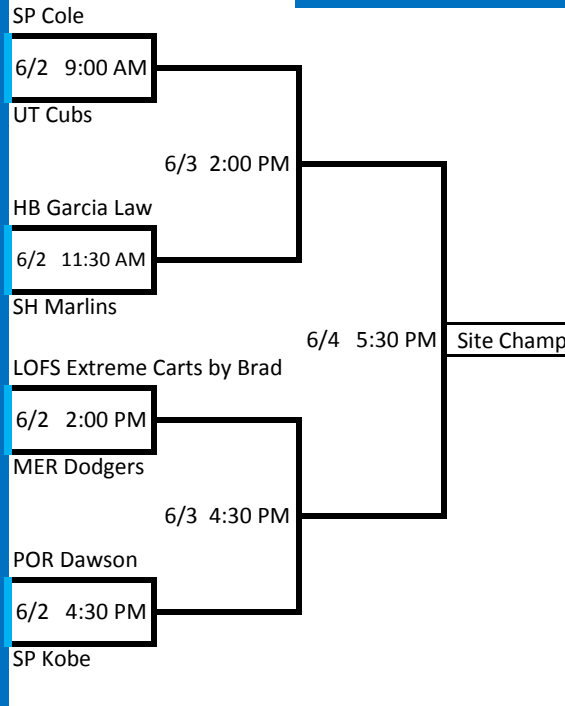 SP Cole
6/2 9:00 AM
UT Cubs
6/3 2:00 PM
HB Garcia Law
6/2 11:30 AM
SH Marlins
6/4 5:30 PM Site Champ
LOFS Extreme Carts by Brad
6/2 2:00 PM
MER Dodgers
6/3 4:30 PM
POR Dawson
6/2 4:30 PM
SP Kobe